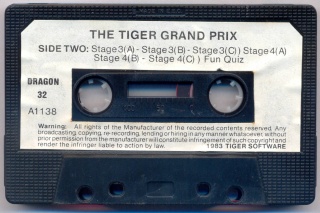 THE TIGER GRAND PRIX
SIDE TWO: Stage 3(A) - Stage 3(B) - Stage 3(C) Stage 4(A)
Stage 4(B) - Stage 4(C) Fun Quiz
DRAGON
32
A1138
Warning: All rights of the Manufacturer of the recorded contents reserved. Any
broadcasting copying, re-recording, lending or hiring in any manner whatsoever without
prior permission from the manufacturer will constitute infringement of such copyright and
render the infringer liable to action by law. 1983 TIGER SOFTWARE